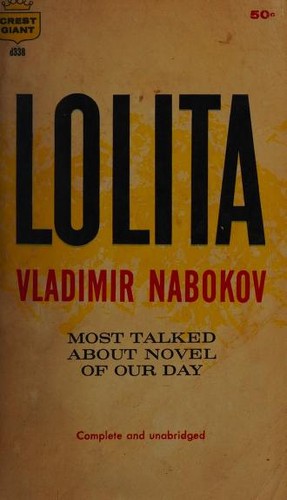 CREST
GIANT
d338
50¢
LOLITA
VLADIMIR NABOKOV
MOST TALKED
ABOUT NOVEL
OF OUR DAY
Complete and unabridged